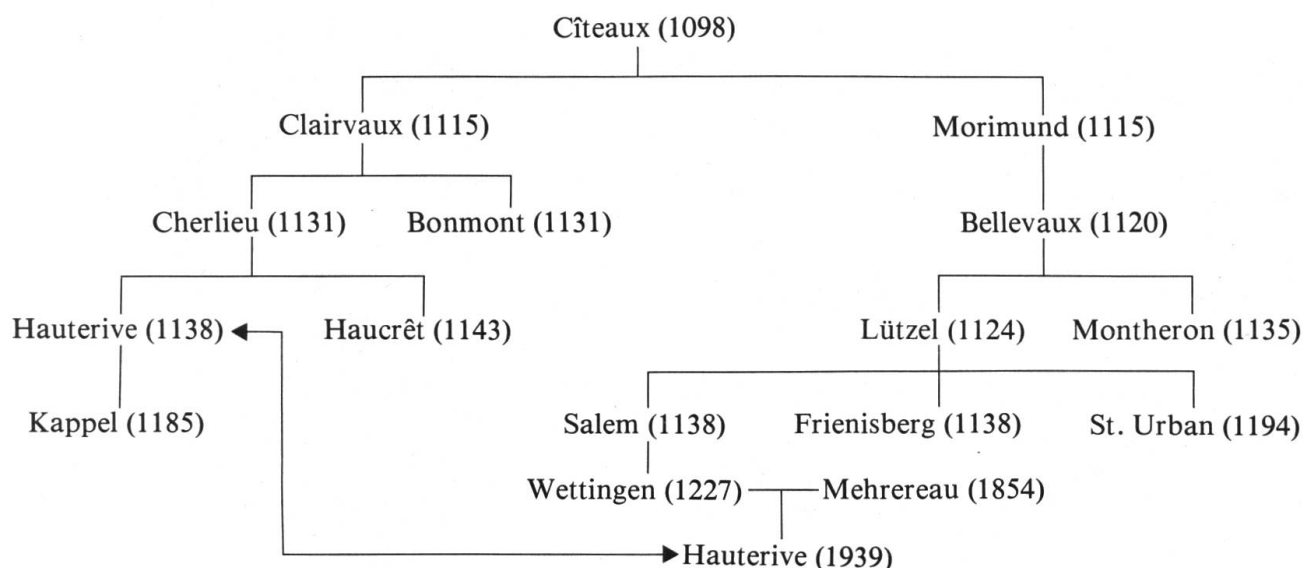 Cîteaux (1098)
Clairvaux (1115) Morimund (1115)
Cherlieu (1131) Bonmont (1131) Bellevaux (1120)
Hauterive (1138) Haucrêt (1143) Lützel (1124) Montheron (1135)
Kappel (1185) Salem (1138) Frienisberg (1138) St. Urban (1194)
Wettingen (1227) Mehrereau (1854)
Hauterive (1939)